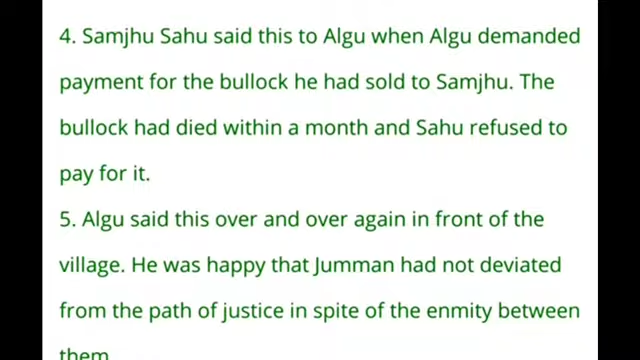 4. Samjhu Sahu said this to Algu when Algu demanded
payment for the bullock he had sold to Samjhu. The
bullock had died within a month and Sahu refused to
pay for it.
5. Algu said this over and over again in front of the
village. He was happy that Jumman had not deviated
from the path of justice in spite of the enmity between
them